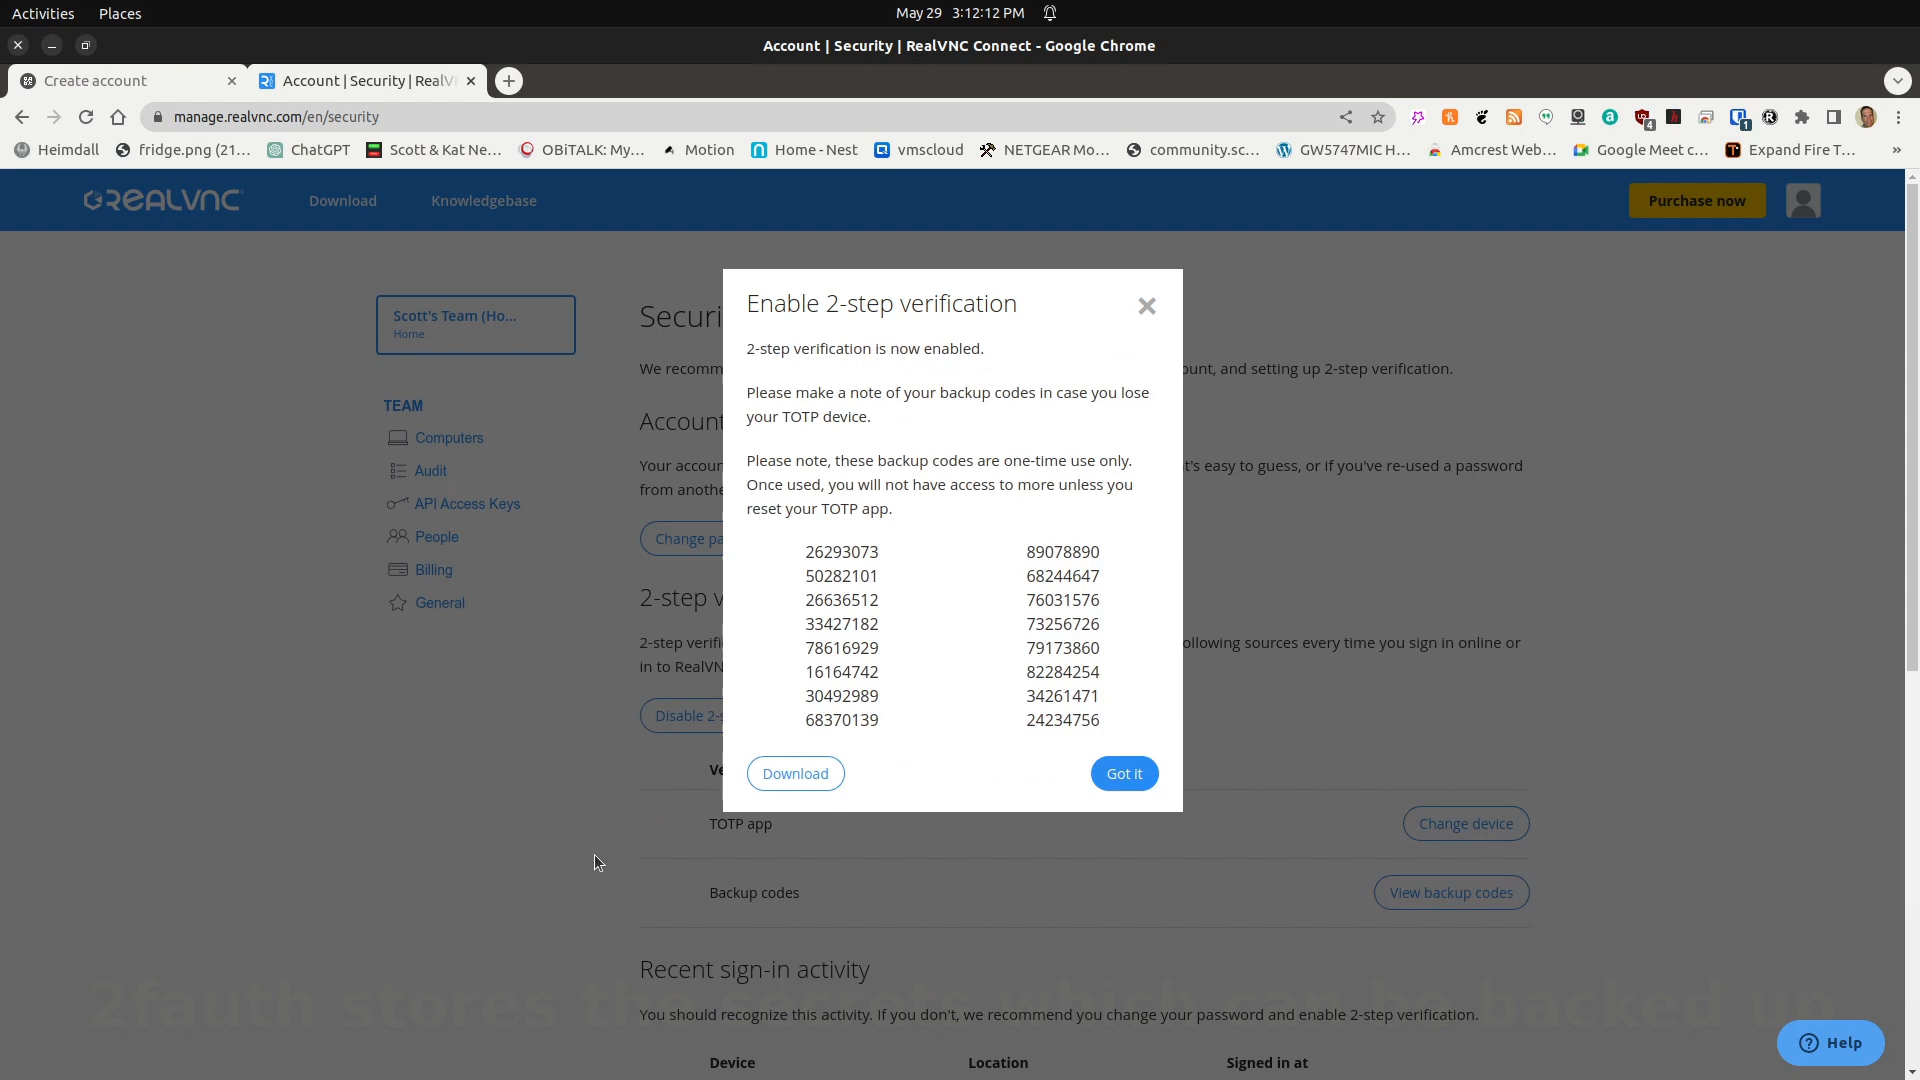 Activities Places May 29 3:12:12 PM
Account | Security | RealVNC Connect - Google Chrome
Create account Account | Security | RealV
manage.realvnc.com/en/security 4 1
Heimdall fridge.png (21... ChatGPT Scott & Kat Ne... OBiTALK: My... Motion Home - Nest vmscloud NETGEAR Mo... community.sc... GW5747MIC H... Amcrest Web... Google Meet c... Expand Fire T... »
REALVNC Download Knowledgebase Purchase now
Scott's Team (Ho...
Home
TEAM
Computers
Audit
API Access Keys
People
Billing
General
Securi
We recomm ount, and setting up 2-step verification.
Account
Your accoun t's easy to guess, or if you've re-used a password
from anothe
Change pa
2-step v
2-step verifi ollowing sources every time you sign in online or
in to RealVN
Disable 2-s
Ve
Enable 2-step verification
2-step verification is now enabled.
Please make a note of your backup codes in case you lose
your TOTP device.
Please note, these backup codes are one-time use only.
Once used, you will not have access to more unless you
reset your TOTP app.
26293073 89078890
50282101 68244647
26636512 76031576
33427182 73256726
78616929 79173860
16164742 82284254
30492989 34261471
68370139 24234756
Download Got it
TOTP app Change device
Backup codes View backup codes
Recent sign-in activity
2fauth stores the secrets which can be backed up
You should recognize this activity. If you don't, we recommend you change your password and enable 2-step verification.
Help
Device Location Signed in at